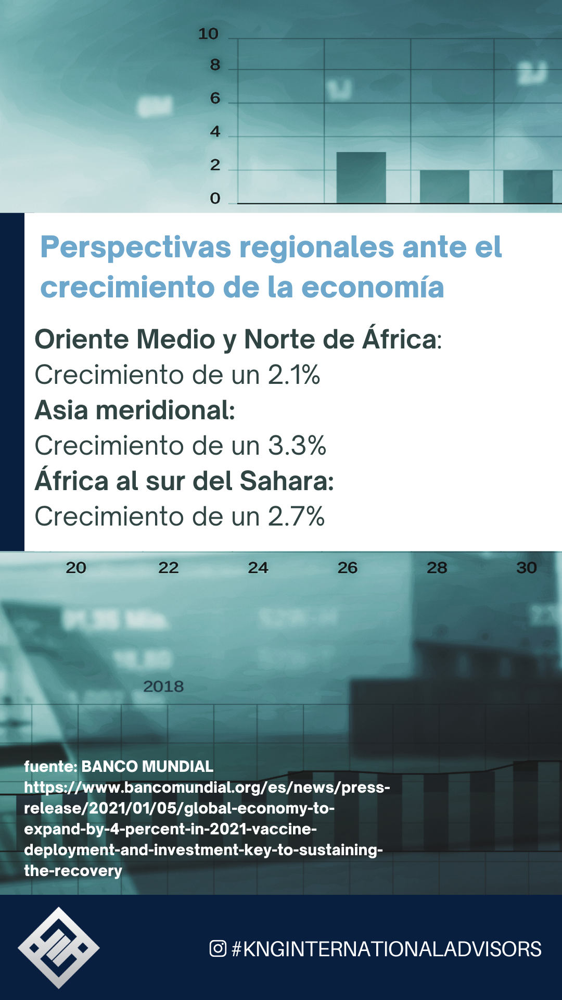 10
8
6
4
2
0
Perspectivas regionales ante el
crecimiento de la economía
Oriente Medio y Norte de África:
Crecimiento de un 2.1%
Asia meridional:
Crecimiento de un 3.3%
África al sur del Sahara:
Crecimiento de un 2.7%
20 22 24 26 28 30
2018
fuente: BANCO MUNDIAL
https://www.bancomundial.org/es/news/press-
release/2021/01/05/global-economy-to-
expand-by-4-percent-in-2021-vaccine-
deployment-and-investment-key-to-sustaining-
the-recovery
#KNGINTERNATIONALADVISORS